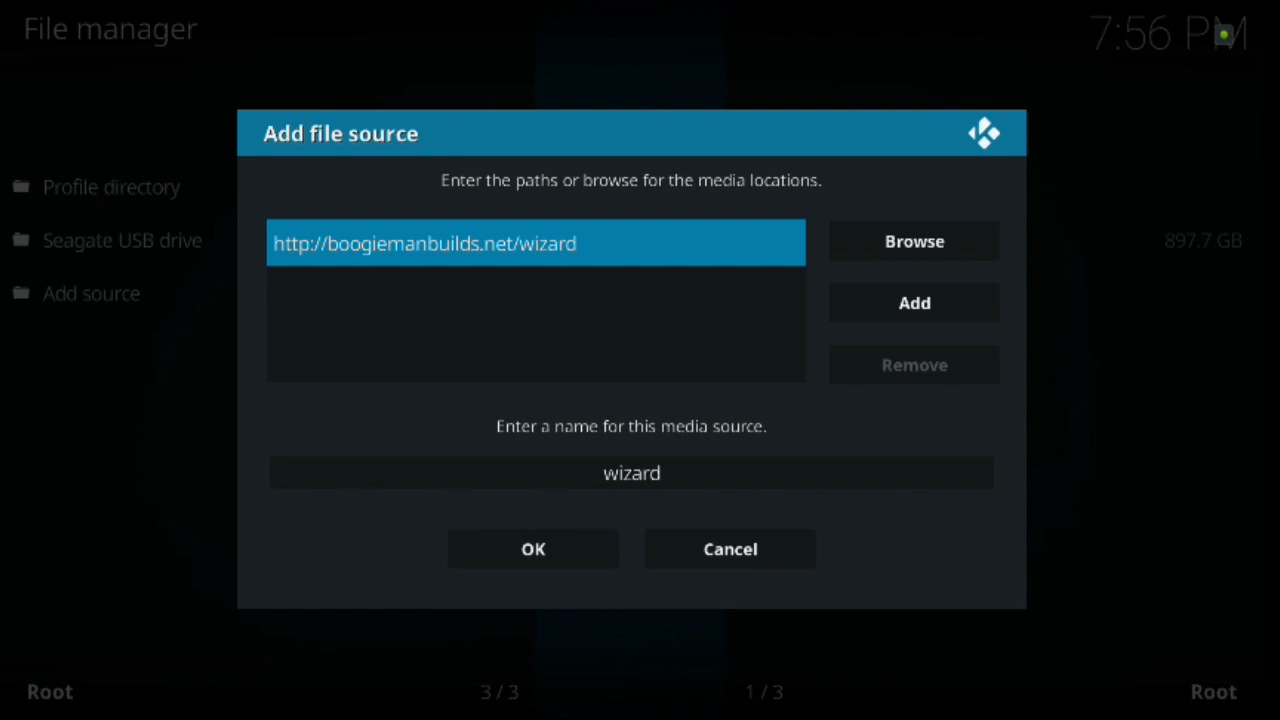 File manager
7:56 PM
Add file source
Enter the paths or browse for the media locations.
Profile directory
http://boogiemanbuilds.net/wizard
Browse
Seagate USB drive
897.7 GB
Add source
Add
Remove
Enter a name for this media source.
wizard
OK
Cancel
Root
3 / 3
1 / 3
Root